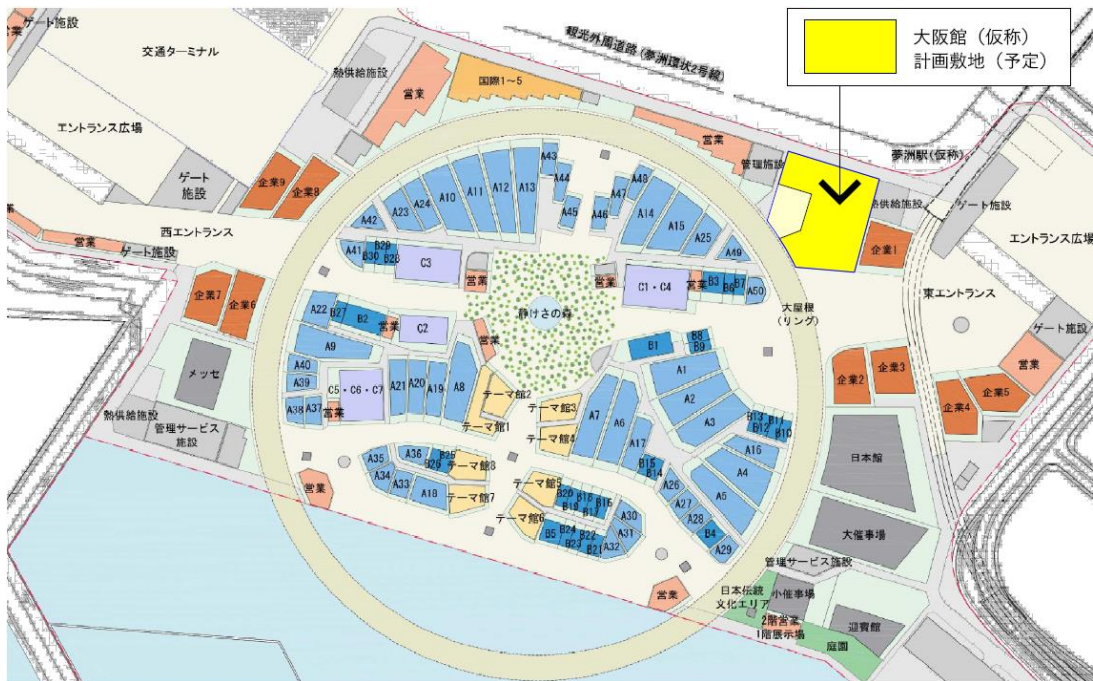 ゲート施設
交通ターミナル
熱供給施設
営業
国際1～5
観光外周道路（夢洲環状2号線）
大阪館（仮称）
計画敷地（予定）
エントランス広場
ゲート
施設
企業9
企業8
営業
管理施設
夢洲駅(仮称)
熱供給施設
ゲート施設
エントランス広場
企業1
営業
ゲート施設
西エントランス
東エントランス
大屋根
(リング)
A42
A23
A24
A10
A11
A12
A13
A43
A44
A45
A46
A47
A48
A14
A15
A25
A49
A41
B30
B29
B28
C3
営業
静けさの森
営業
C1・C4
営業
B3
B6
B7
A50
企業7
企業6
A22
B27
B2
営業
C2
A9
A40
A39
A38
A37
C5・C6・C7
営業
A21
A20
A19
A8
テーマ館2
テーマ館1
テーマ館3
テーマ館4
A7
A6
A17
B15
B14
B1
B8
B9
A1
A2
A3
B13
B12
B11
B10
A16
A4
A5
メッセ
熱供給施設
管理サービス
施設
営業
A35
A36
B26
B25
テーマ館8
A34
A33
A18
テーマ館7
テーマ館5
テーマ館6
B20
B19
B18
B17
B16
B5
B24
B23
B22
B21
A30
A31
A32
A26
A27
A28
B4
A29
営業
企業2
企業3
企業4
企業5
ゲート
施設
営業
日本館
大催事場
管理サービス施設
日本伝統
文化エリア
小催事場
2階営業
1階展示場
迎賓館
庭園